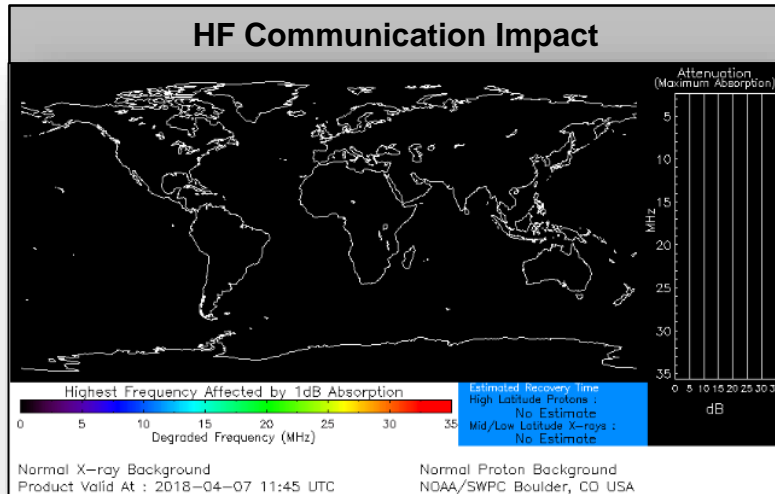 HF Communication Impact
Attenuation
(Maximum Absorption)
5
10
15
20
25
30
35
MHz
0 5 10 15 20 25 30 35
dB
Highest Frequency Affected by 1dB Absorption
0 5 10 15 20 25 30 35
Degraded Frequency (MHz)
Estimated Recovery Time
High Latitude Protons :
No Estimate
Mid/Low Latitude X-rays :
No Estimate
Normal X-ray Background
Product Valid At : 2018-04-07 11:45 UTC
Normal Proton Background
NOAA/SWPC Boulder, CO USA